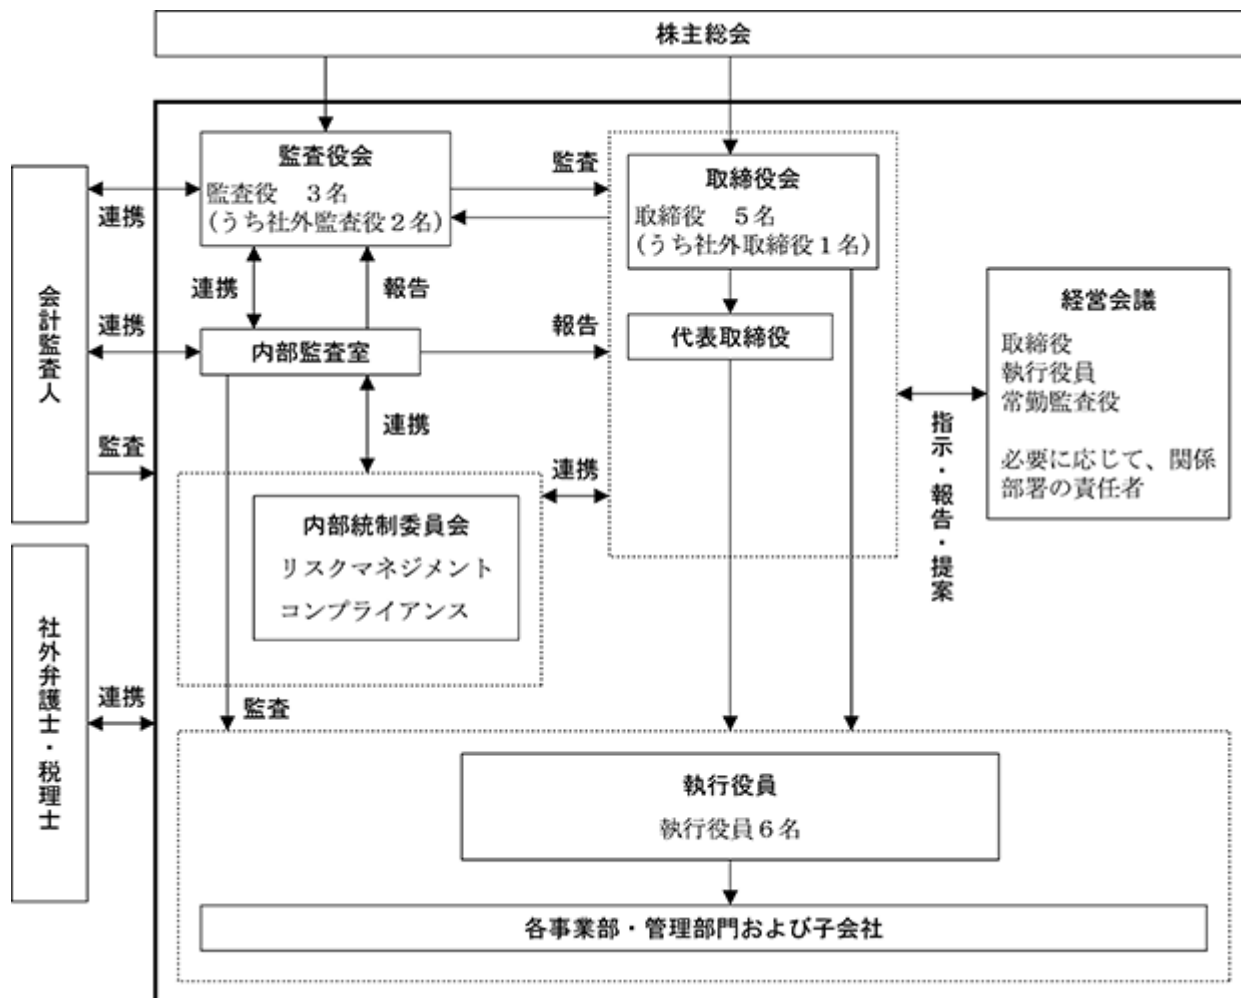 株主総会
監査役会
監査役　３名
(うち社外監査役２名)
監査
取締役会
取締役　５名
(うち社外取締役１名)
連携
連携
報告
会計監査人
連携
内部監査室
報告
代表取締役
経営会議
取締役
執行役員
常勤監査役
必要に応じて、関係
部署の責任者
指示・報告・提案
監査
連携
連携
内部統制委員会
リスクマネジメント
コンプライアンス
社外弁護士・税理士
連携
監査
執行役員
執行役員６名
各事業部・管理部門および子会社